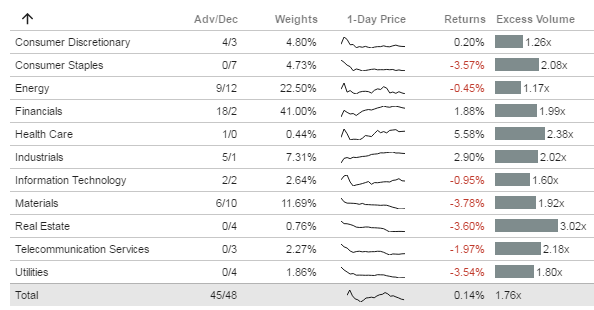 ↑ Adv/Dec Weights 1-Day Price Returns Excess Volume
Consumer Discretionary 4/3 4.80% 0.20% 1.26x
Consumer Staples 0/7 4.73% -3.57% 2.08x
Energy 9/12 22.50% -0.45% 1.17x
Financials 18/2 41.00% 1.88% 1.99x
Health Care 1/0 0.44% 5.58% 2.38x
Industrials 5/1 7.31% 2.90% 2.02x
Information Technology 2/2 2.64% -0.95% 1.60x
Materials 6/10 11.69% -3.78% 1.92x
Real Estate 0/4 0.76% -3.60% 3.02x
Telecommunication Services 0/3 2.27% -1.97% 2.18x
Utilities 0/4 1.86% -3.54% 1.80x
Total 45/48 0.14% 1.76x